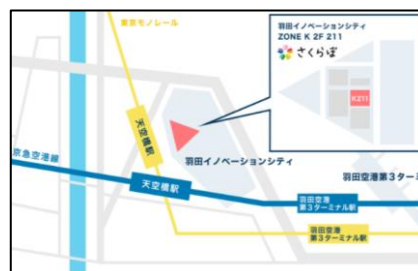 東京モノレール
羽田イノベーションシティ
ZONE K 2F 211
さくらぼ
K211
天空橋駅
羽田イノベーションシティ
京急空港線
天空橋駅
羽田空港第3ターミ
羽田空港
第3ターミナル駅
羽田空港
第3ターミナル駅